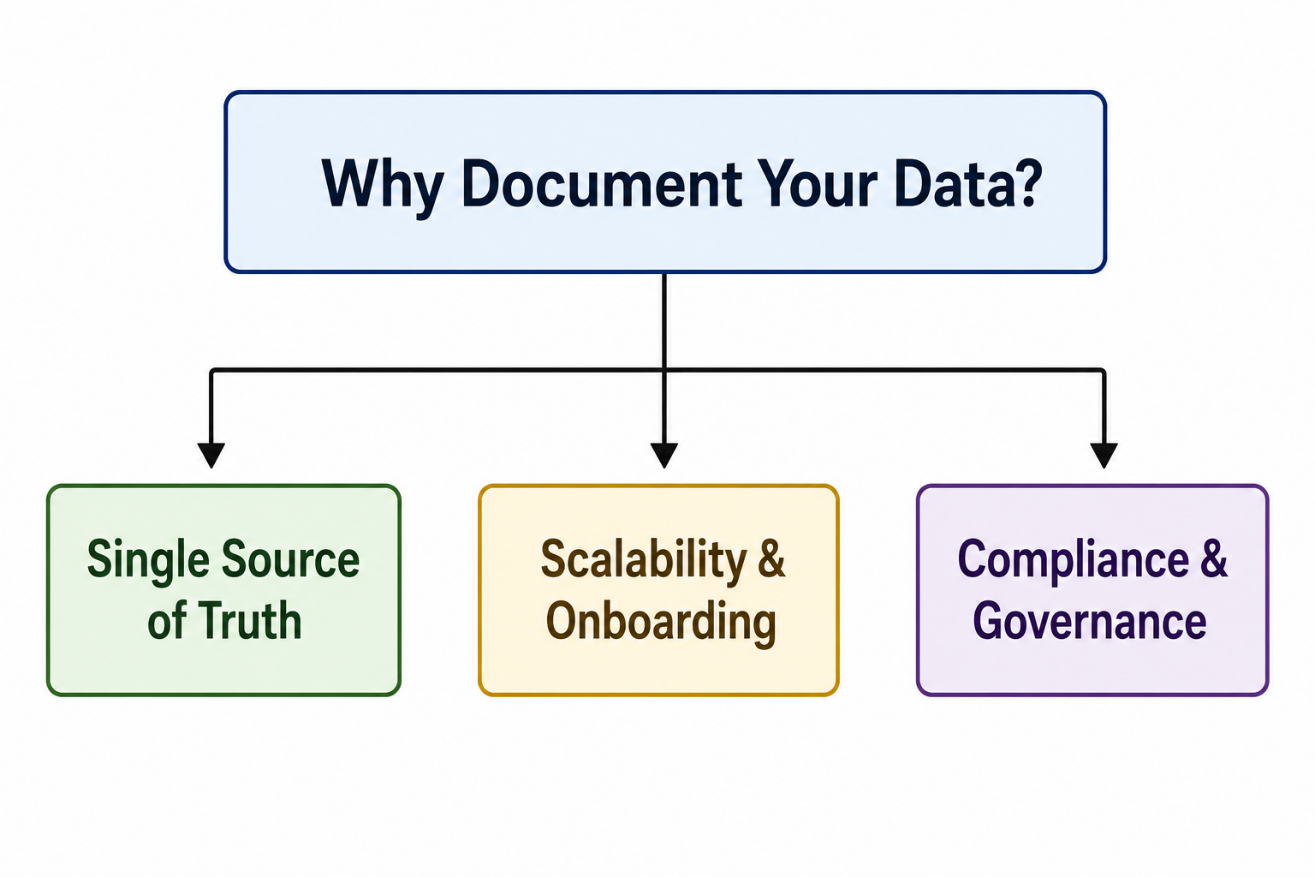 Why Document Your Data?
Single Source
of Truth
Scalability &
Onboarding
Compliance &
Governance